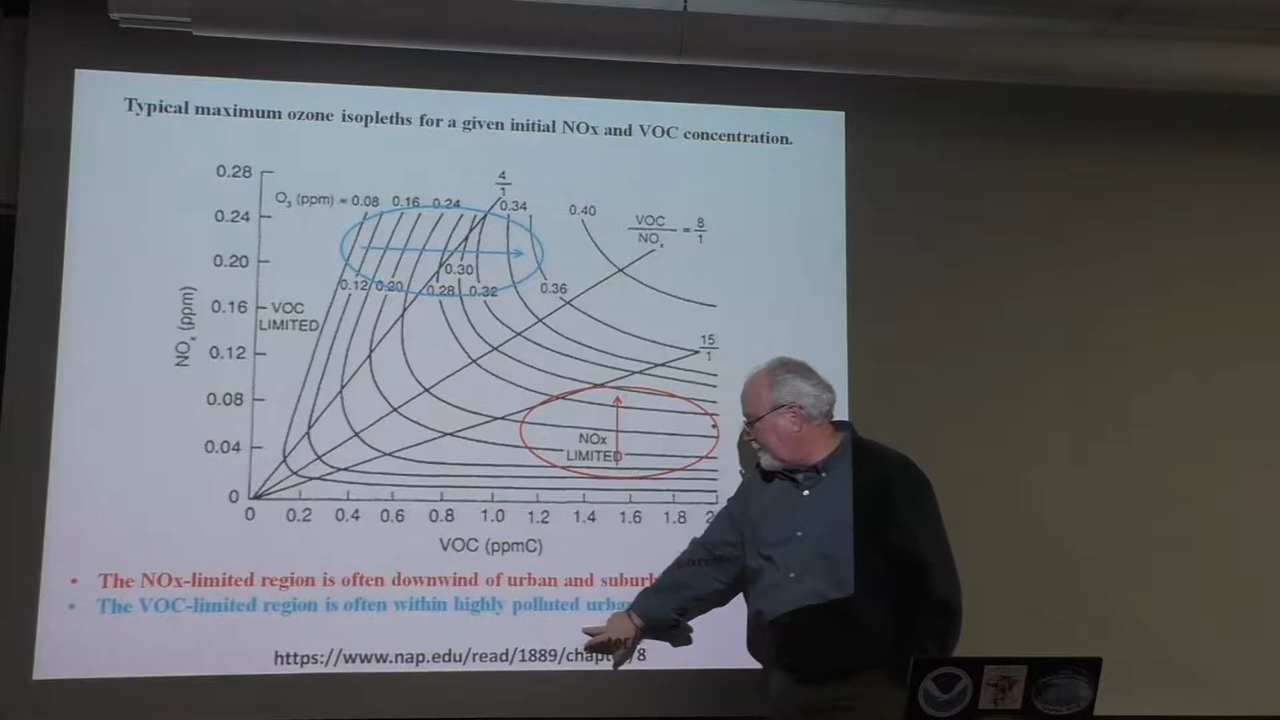 Typical maximum ozone isopleths for a given initial NOx and VOC concentration.
4
1
0.28
O3 (ppm) = 0.08 0.16 0.24 0.34 0.40
VOC
NOx
= 8
1
0.24
0.20
0.30
0.12 0.20 0.28 0.32 0.36
0.16
VOC
LIMITED
NOx (ppm)
15
1
0.12
0.08
0.04
NOx
LIMITED
0
0 0.2 0.4 0.6 0.8 1.0 1.2 1.4 1.6 1.8
VOC (ppmC)
• The NOx-limited region is often downwind of urban and
• The VOC-limited region is often within highly polluted
https://www.nap.edu/read/1889/chapter/8